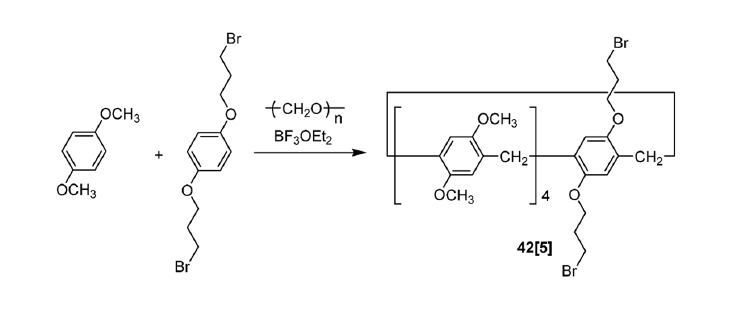 Br
OCH3
OCH3
+
O
O
Br
(CH2O)n
BF3OEt2
OCH3
OCH3
CH2
4
Br
O
O
CH2
Br
42[5]